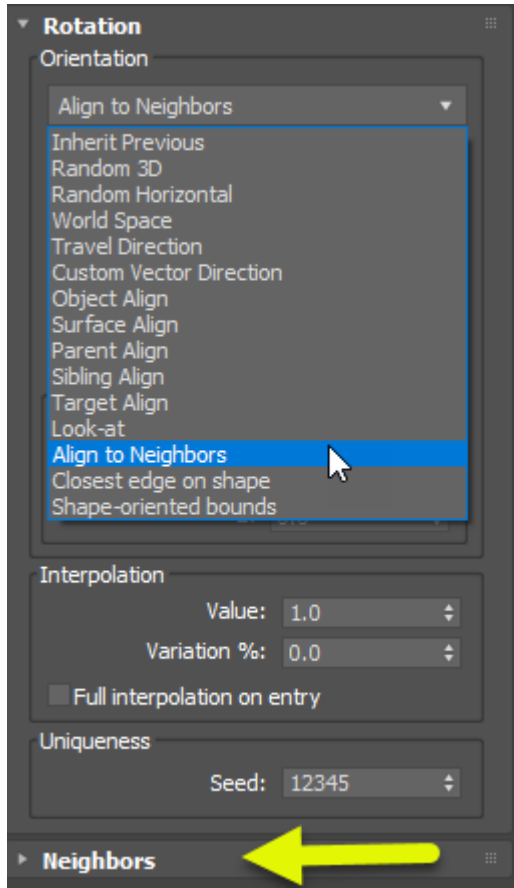 Rotation
Orientation
Align to Neighbors
Inherit Previous
Random 3D
Random Horizontal
World Space
Travel Direction
Custom Vector Direction
Object Align
Surface Align
Parent Align
Sibling Align
Target Align
Look-at
Align to Neighbors
Closest edge on shape
Shape-oriented bounds
Interpolation
Value: 1.0
Variation %: 0.0
Full interpolation on entry
Uniqueness
Seed: 12345
Neighbors